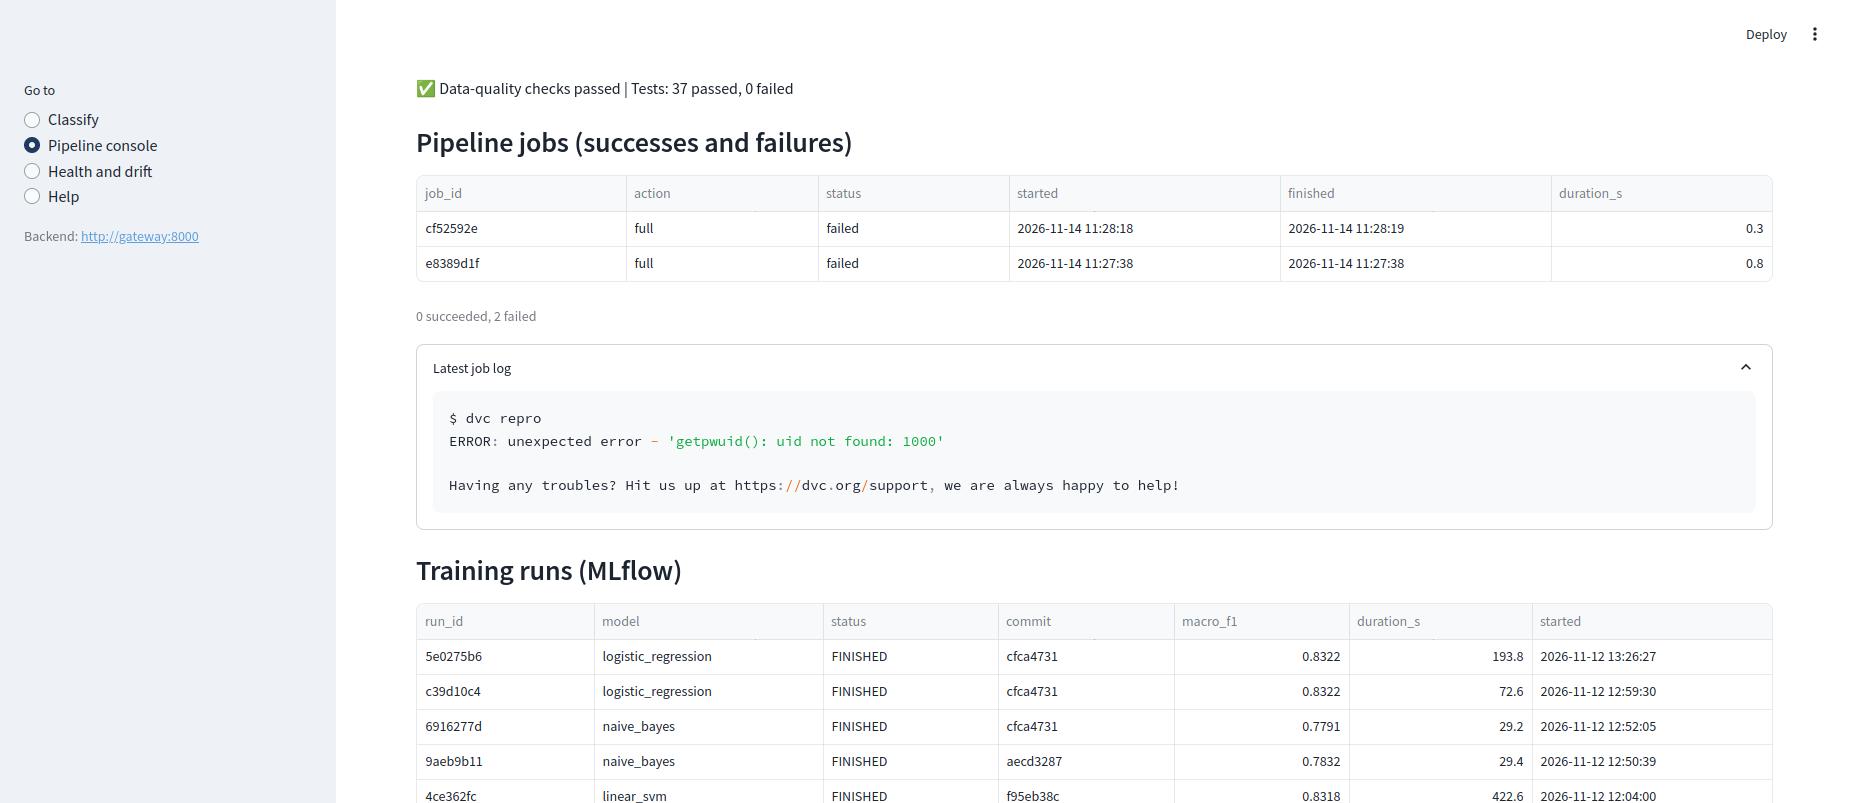 Deploy
Go to
Classify
Pipeline console
Health and drift
Help
Backend: http://gateway:8000
✅ Data-quality checks passed | Tests: 37 passed, 0 failed
Pipeline jobs (successes and failures)
job_id action status started finished duration_s
cf52592e full failed 2026-11-14 11:28:18 2026-11-14 11:28:19 0.3
e8389d1f full failed 2026-11-14 11:27:38 2026-11-14 11:27:38 0.8
0 succeeded, 2 failed
Latest job log
$ dvc repro
ERROR: unexpected error - 'getpwuid(): uid not found: 1000'
Having any troubles? Hit us up at https://dvc.org/support, we are always happy to help!
Training runs (MLflow)
run_id model status commit macro_f1 duration_s started
5e0275b6 logistic_regression FINISHED cfca4731 0.8322 193.8 2026-11-12 13:26:27
c39d10c4 logistic_regression FINISHED cfca4731 0.8322 72.6 2026-11-12 12:59:30
6916277d naive_bayes FINISHED cfca4731 0.7791 29.2 2026-11-12 12:52:05
9aeb9b11 naive_bayes FINISHED aecd3287 0.7832 29.4 2026-11-12 12:50:39
4ce362fc linear_svm FINISHED f95eb38c 0.8318 422.6 2026-11-12 12:04:00